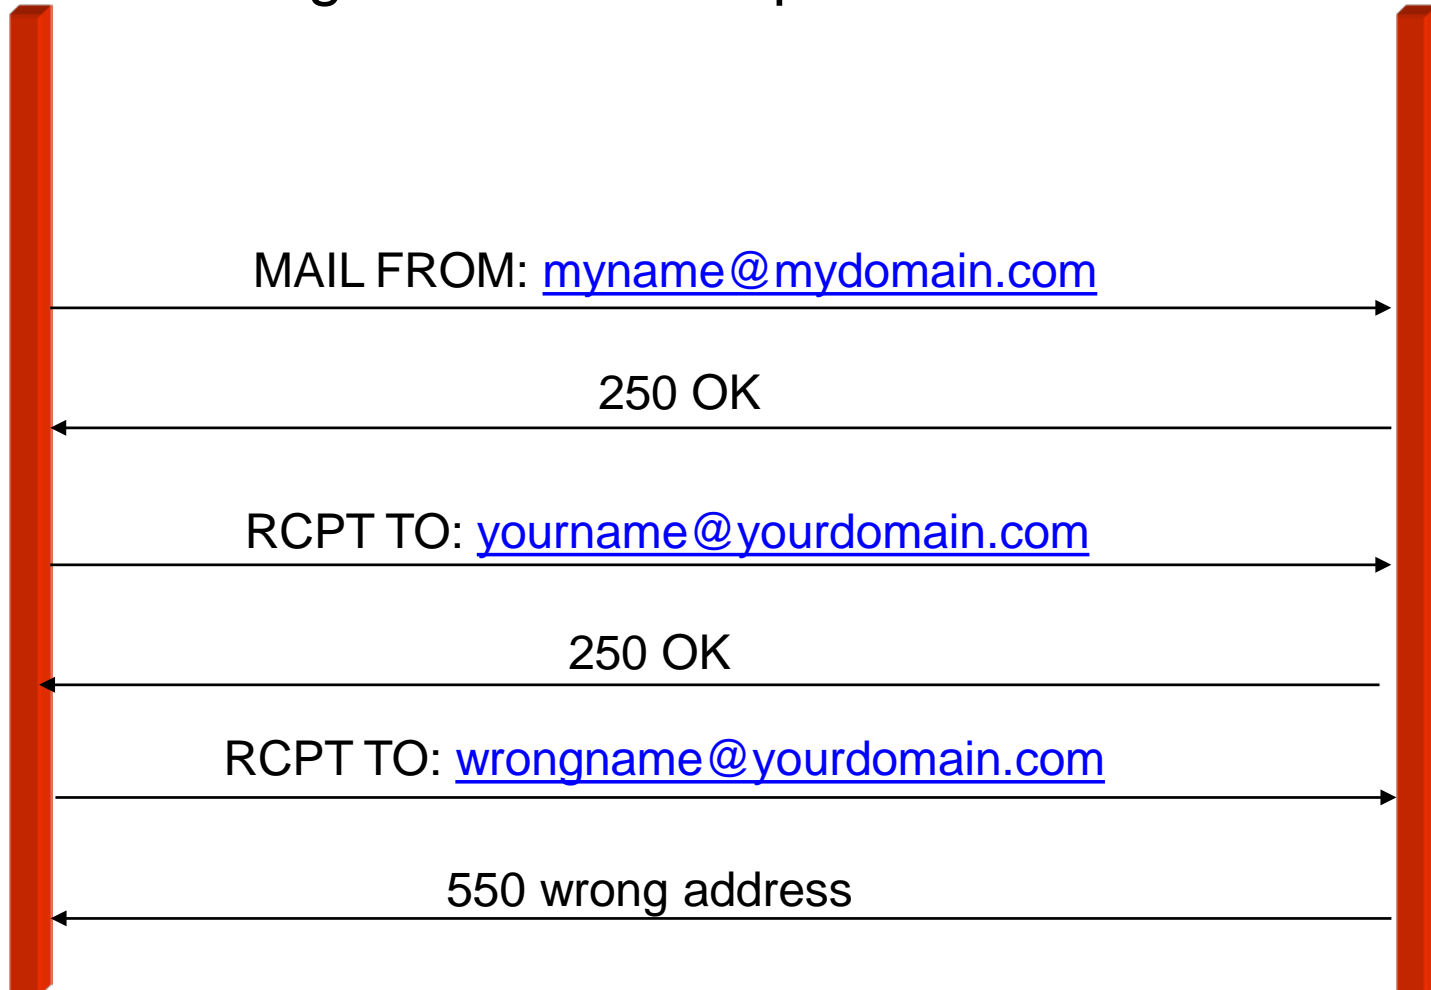 MAIL FROM: myname@mydomain.com
250 OK
RCPT TO: yourname@yourdomain.com
250 OK
RCPT TO: wrongname@yourdomain.com
550 wrong address